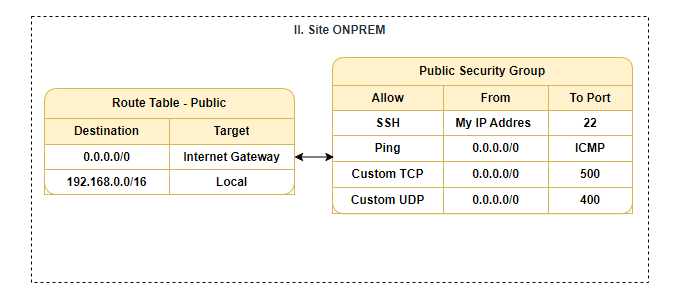 II. Site ONPREM
Route Table - Public
Destination Target
0.0.0.0/0 Internet Gateway
192.168.0.0/16 Local
Public Security Group
Allow From To Port
SSH My IP Addres 22
Ping 0.0.0.0/0 ICMP
Custom TCP 0.0.0.0/0 500
Custom UDP 0.0.0.0/0 400